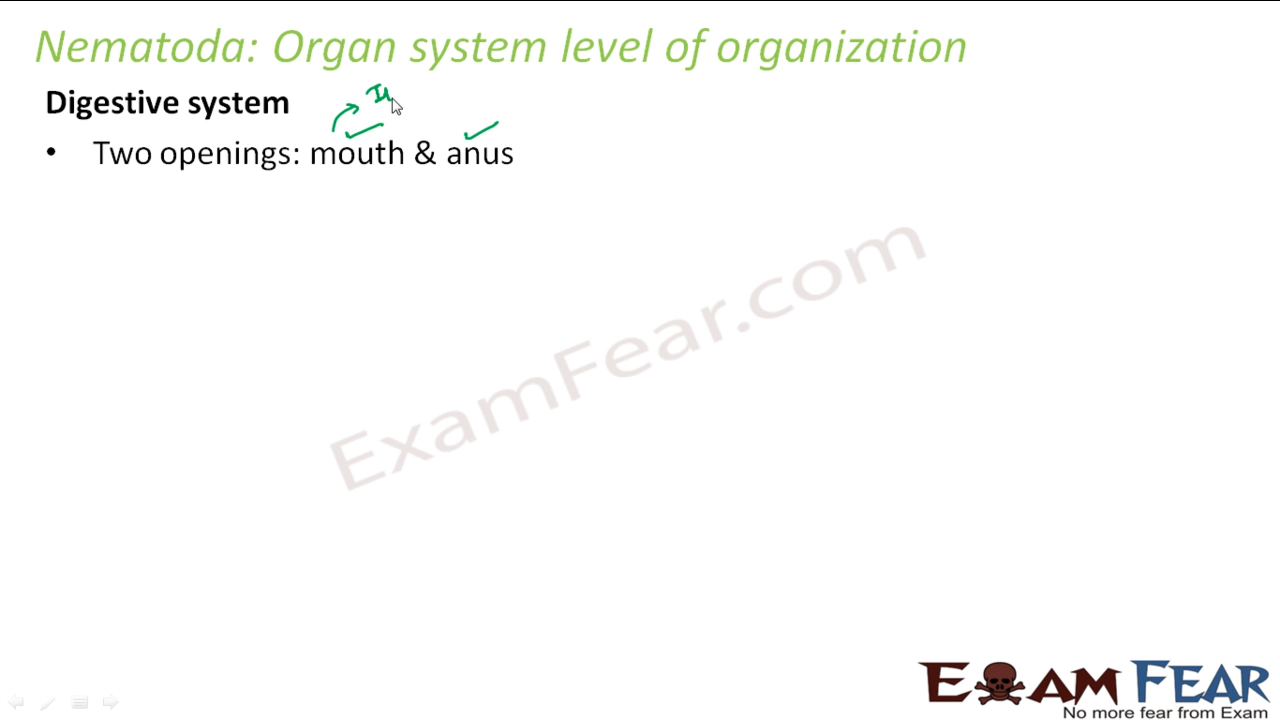 Nematoda: Organ system level of organization
Digestive system
• Two openings: mouth & anus
ExamFear.com
EXAM FEAR
No more fear from Exam